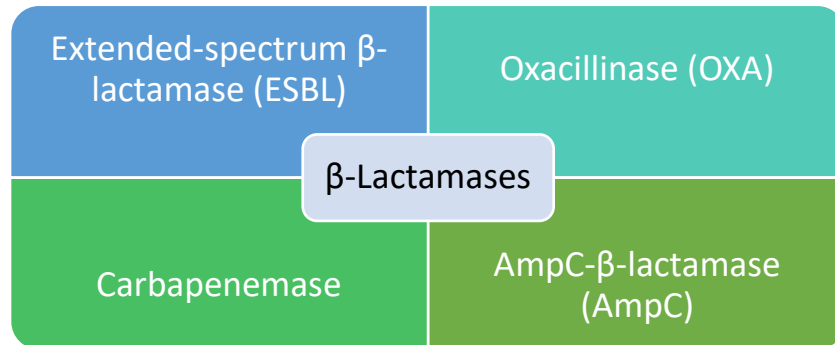 Extended-spectrum β-
lactamase (ESBL)
Oxacillinase (OXA)
β-Lactamases
Carbapenemase
AmpC-β-lactamase
(AmpC)